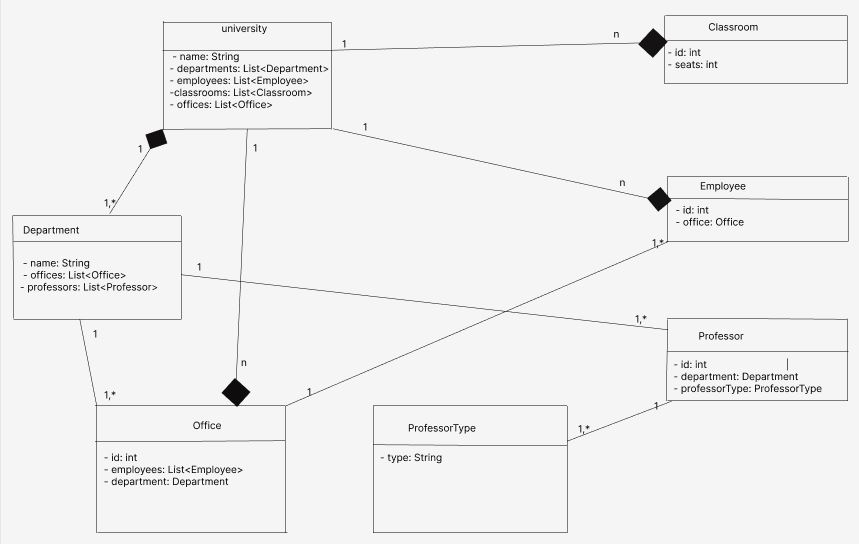 university
- name: String
- departments: List<Department>
- employees: List<Employee>
-classrooms: List<Classroom>
- offices: List<Office>
1
n
Classroom
- id: int
- seats: int
1
1,*
1
n
1
n
Employee
- id: int
- office: Office
1,*
1
Department
- name: String
- offices: List<Office>
- professors: List<Professor>
1
1,*
1
1,*
Professor
- id: int
- department: Department
- professorType: ProfessorType
1
1,*
Office
- id: int
- employees: List<Employee>
- department: Department
ProfessorType
- type: String